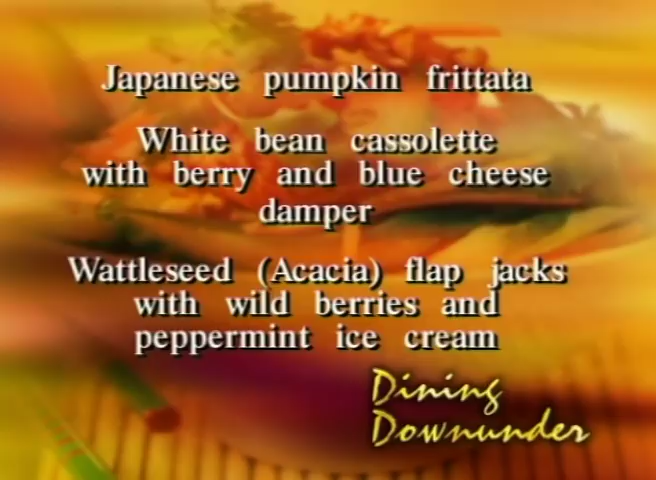 Japanese pumpkin frittata
White bean cassolette
with berry and blue cheese
damper
Wattleseed (Acacia) flap jacks
with wild berries and
peppermint ice cream
Dining
Downunder